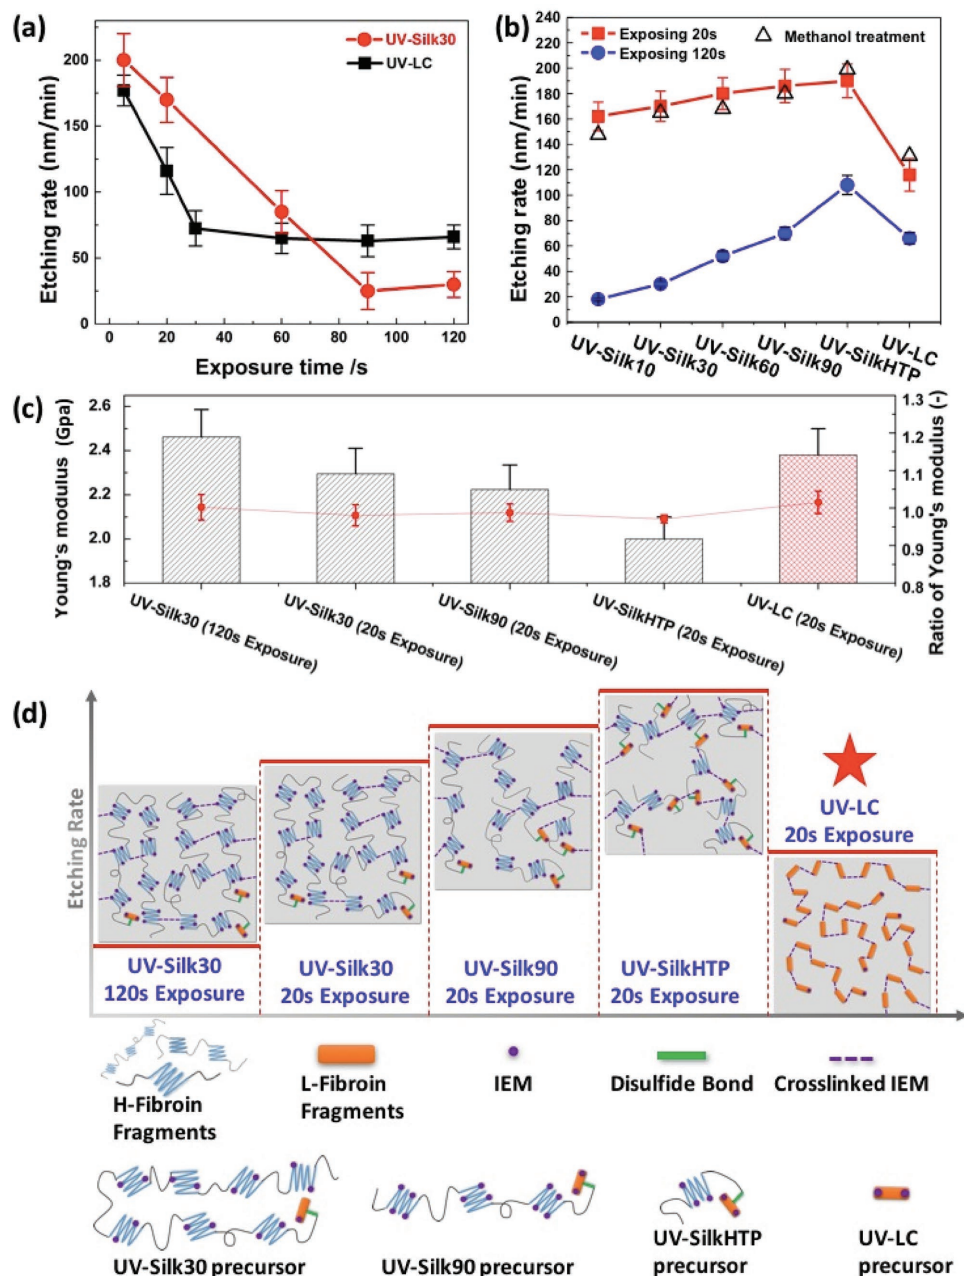 (a)
UV-Silk30
UV-LC
Etching rate (nm/min)
200
150
100
50
0
0 20 40 60 80 100 120
Exposure time /s
(b)
Exposing 20s
Exposing 120s
Methanol treatment
Etching rate (nm/min)
240
220
200
180
160
140
120
100
80
60
40
20
0
UV-Silk10
UV-Silk30
UV-Silk60
UV-Silk90
UV-SilkHTP
UV-LC
(c)
Young's modulus (Gpa)
2.6
2.4
2.2
2.0
1.8
Ratio of Young's modulus (-)
1.3
1.2
1.1
1.0
0.9
0.8
UV-Silk30 (120s Exposure)
UV-Silk30 (20s Exposure)
UV-Silk90 (20s Exposure)
UV-SilkHTP (20s Exposure)
UV-LC (20s Exposure)
(d)
Etching Rate
UV-Silk30
120s Exposure
UV-Silk30
20s Exposure
UV-Silk90
20s Exposure
UV-SilkHTP
20s Exposure
UV-LC
20s Exposure
H-Fibroin
Fragments
L-Fibroin
Fragments
IEM
Disulfide Bond
Crosslinked IEM
UV-Silk30 precursor
UV-Silk90 precursor
UV-SilkHTP
precursor
UV-LC
precursor